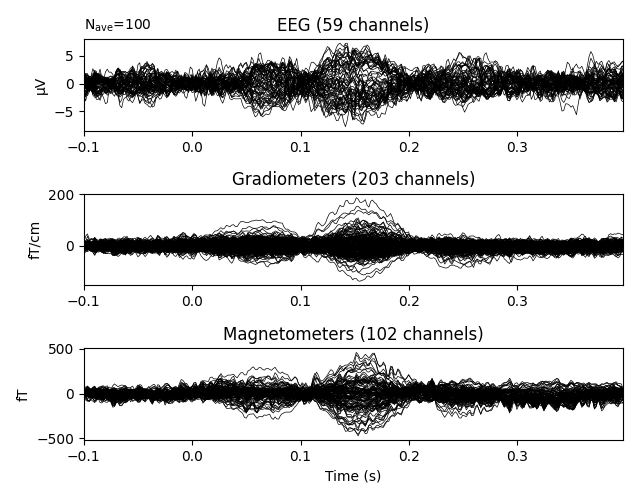 N_ave=100
EEG (59 channels)
5
0
−5
µV
−0.1 0.0 0.1 0.2 0.3
Gradiometers (203 channels)
200
0
fT/cm
−0.1 0.0 0.1 0.2 0.3
Magnetometers (102 channels)
500
0
−500
fT
−0.1 0.0 0.1 0.2 0.3
Time (s)